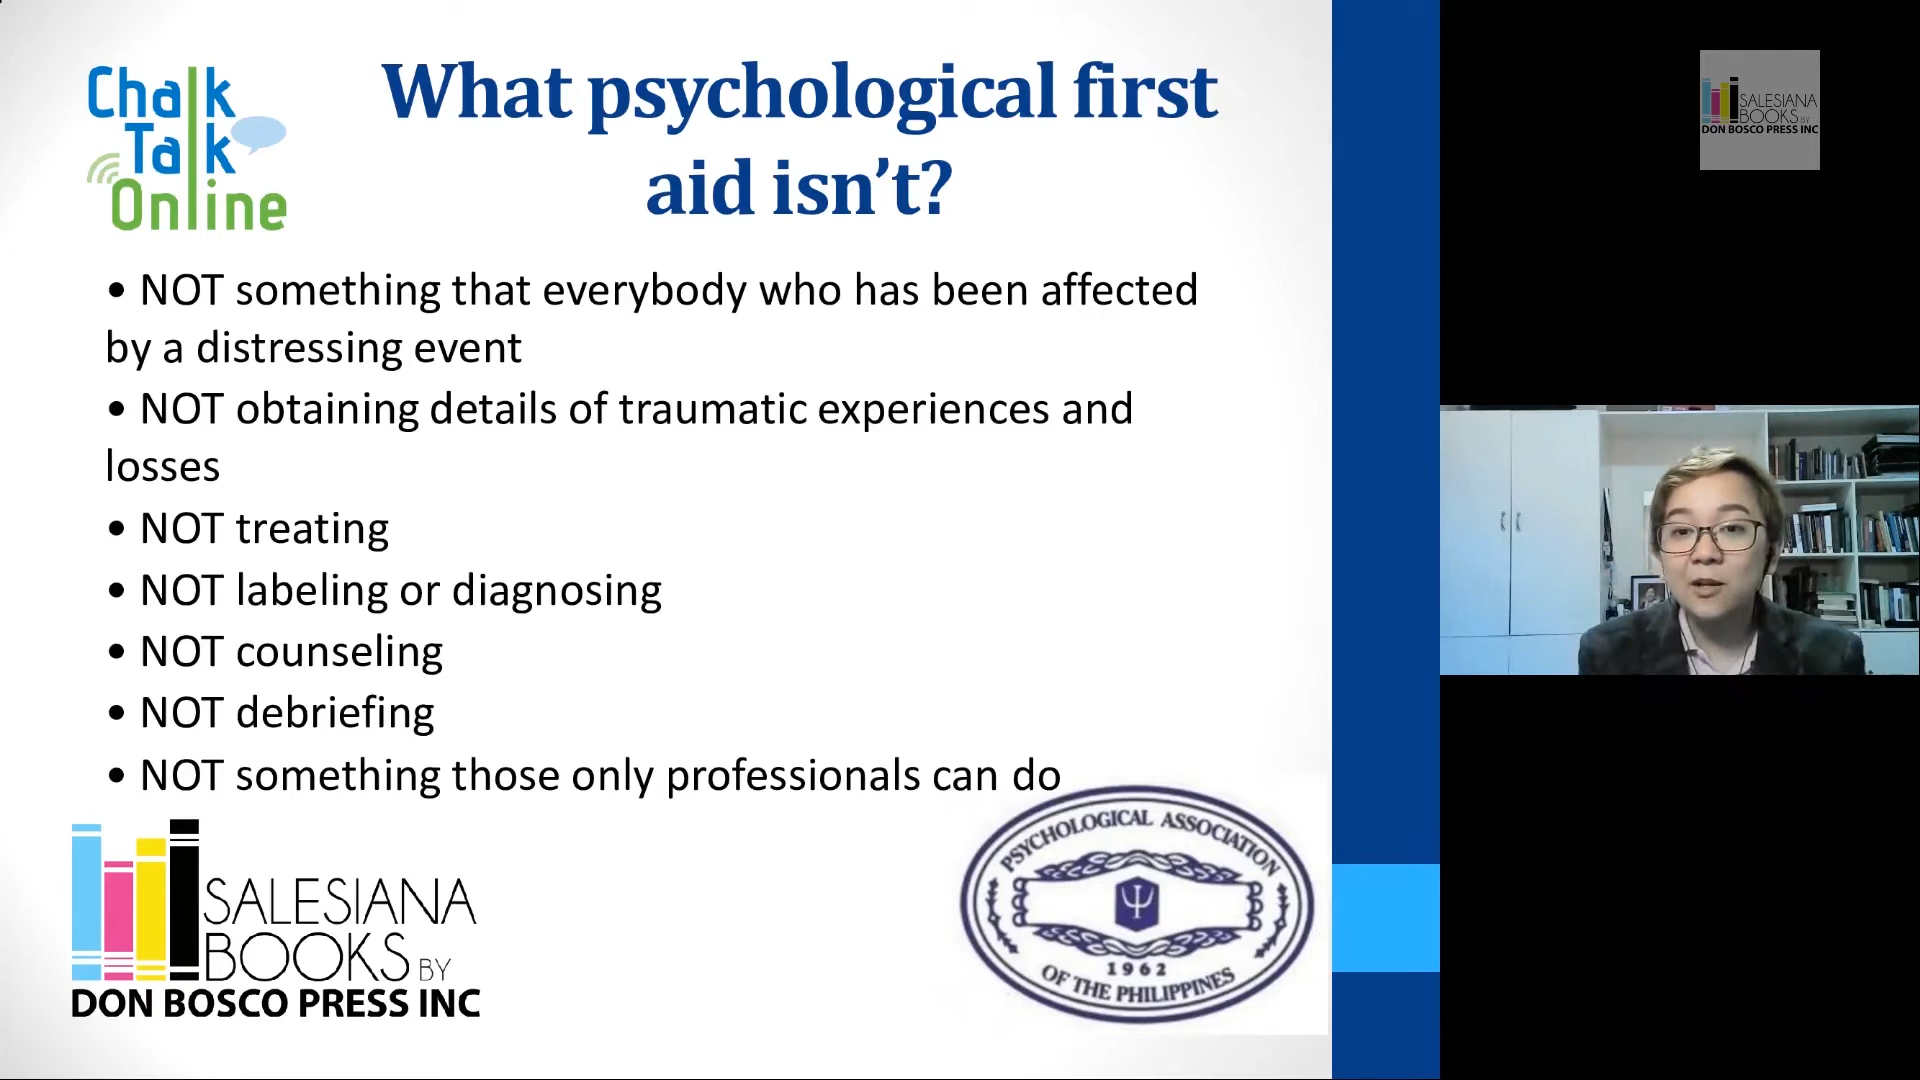 Chalk
Talk
Online
What psychological first
aid isn’t?
• NOT something that everybody who has been affected
by a distressing event
• NOT obtaining details of traumatic experiences and
losses
• NOT treating
• NOT labeling or diagnosing
• NOT counseling
• NOT debriefing
• NOT something those only professionals can do
SALESIANA
BOOKS BY
DON BOSCO PRESS INC
PSYCHOLOGICAL ASSOCIATION
Ψ
1962
OF THE PHILIPPINES
SALESIANA
BOOKS BY
DON BOSCO PRESS INC